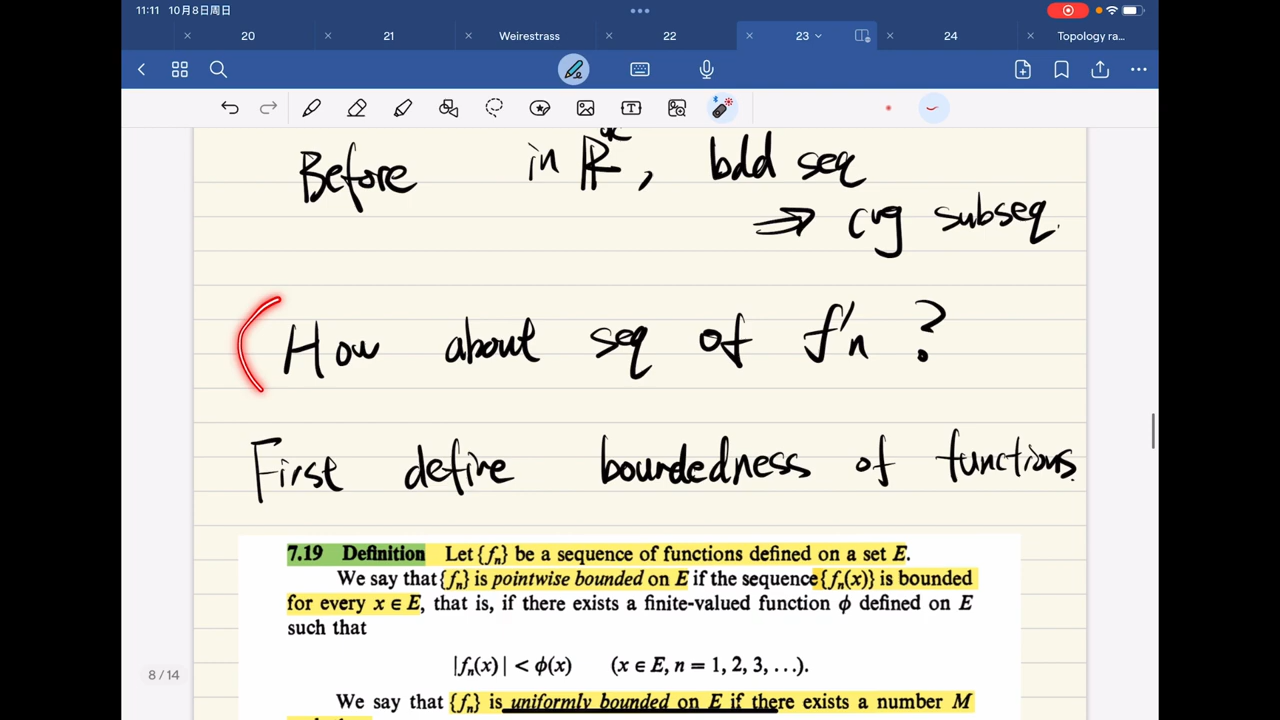 11:11 10月8日周日
20 21 Weirestrass 22 23 24 Topology ra...
Before in ℝᵏ, bdd seq
⇒ cvg subseq.
How about seq of f'n ?
First define boundedness of functions.
7.19 Definition Let {fₙ} be a sequence of functions defined on a set E.
We say that {fₙ} is pointwise bounded on E if the sequence {fₙ(x)} is bounded
for every x ∈ E, that is, if there exists a finite-valued function ϕ defined on E
such that
|fₙ(x)| < ϕ(x) (x ∈ E, n = 1, 2, 3, ...).
8 / 14
We say that {fₙ} is uniformly bounded on E if there exists a number M